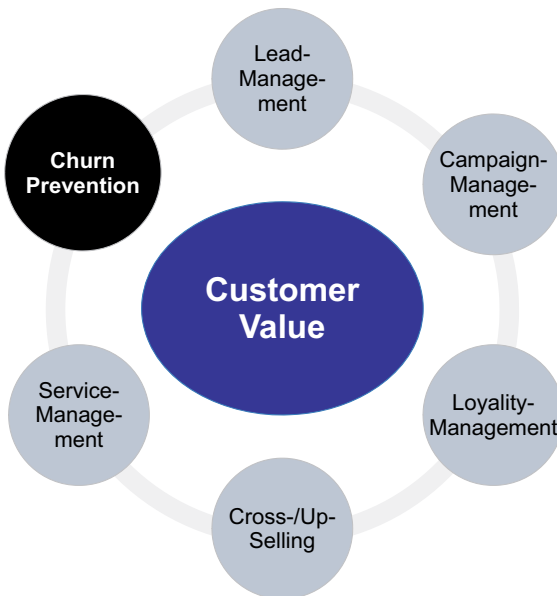 Lead-
Manage-
ment
Churn
Prevention
Campaign-
Manage-
ment
Customer
Value
Service-
Manage-
ment
Loyality-
Management
Cross-/Up-
Selling